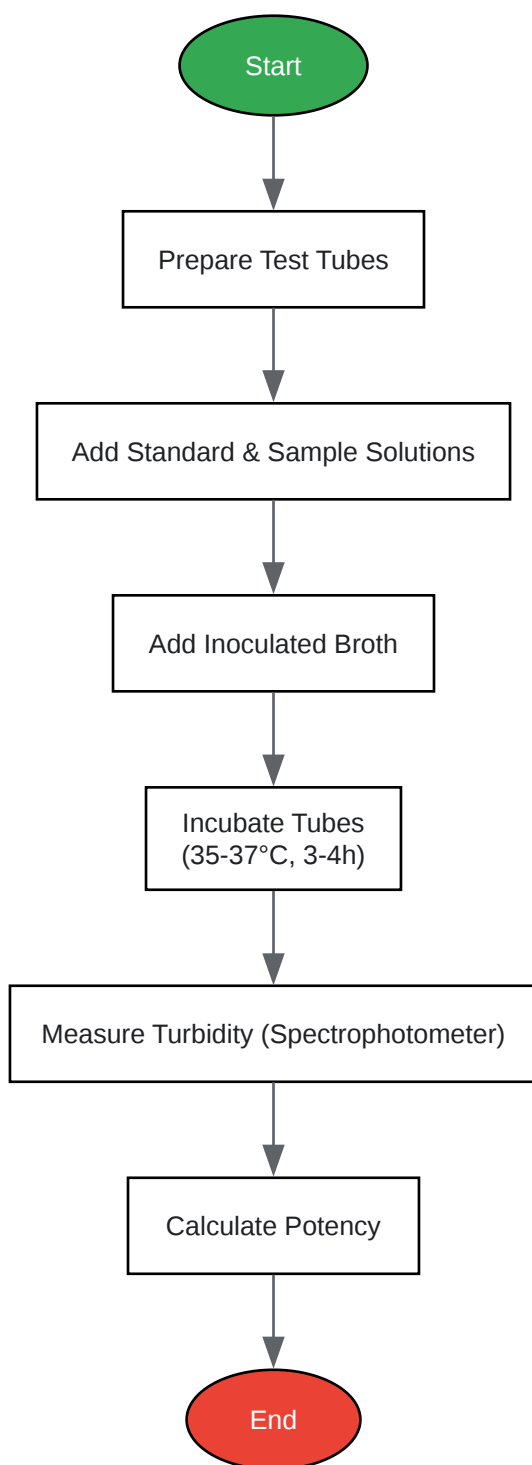 Start
Prepare Test Tubes
Add Standard & Sample Solutions
Add Inoculated Broth
Incubate Tubes
(35-37°C, 3-4h)
Measure Turbidity (Spectrophotometer)
Calculate Potency
End